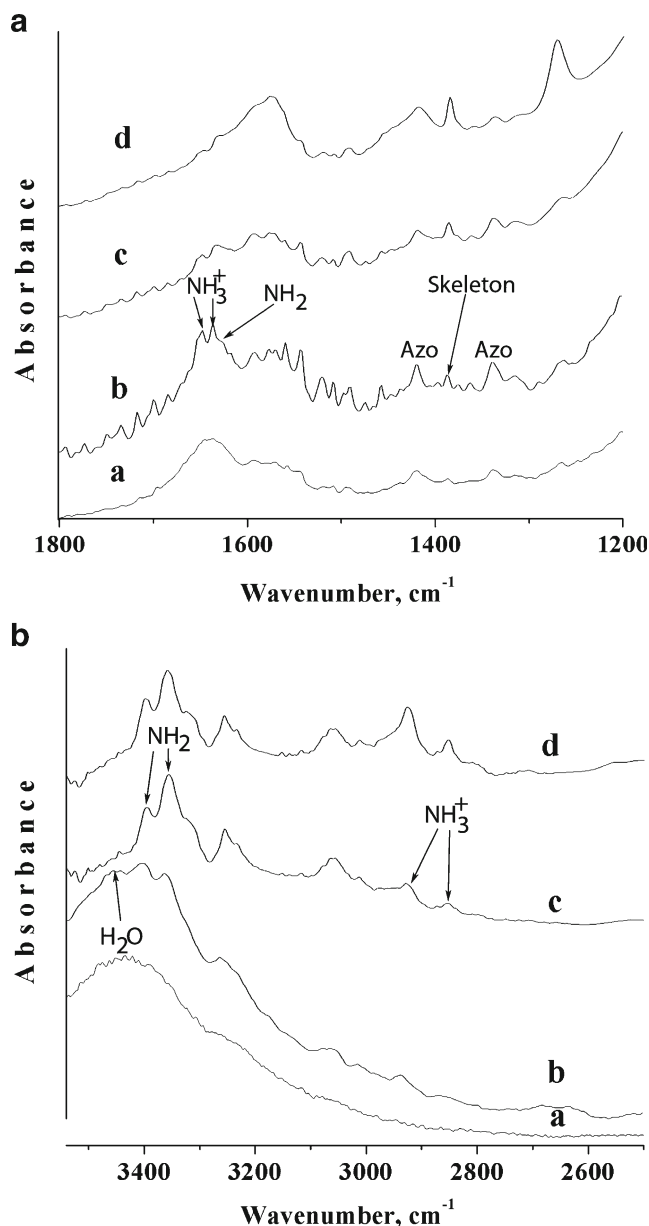 a
d
c
NH3+
NH2
Skeleton
Azo
Azo
b
a
Absorbance
1800
1600
1400
1200
Wavenumber, cm-1
b
NH2
d
NH3+
c
H2O
b
a
Absorbance
3400
3200
3000
2800
2600
Wavenumber, cm-1